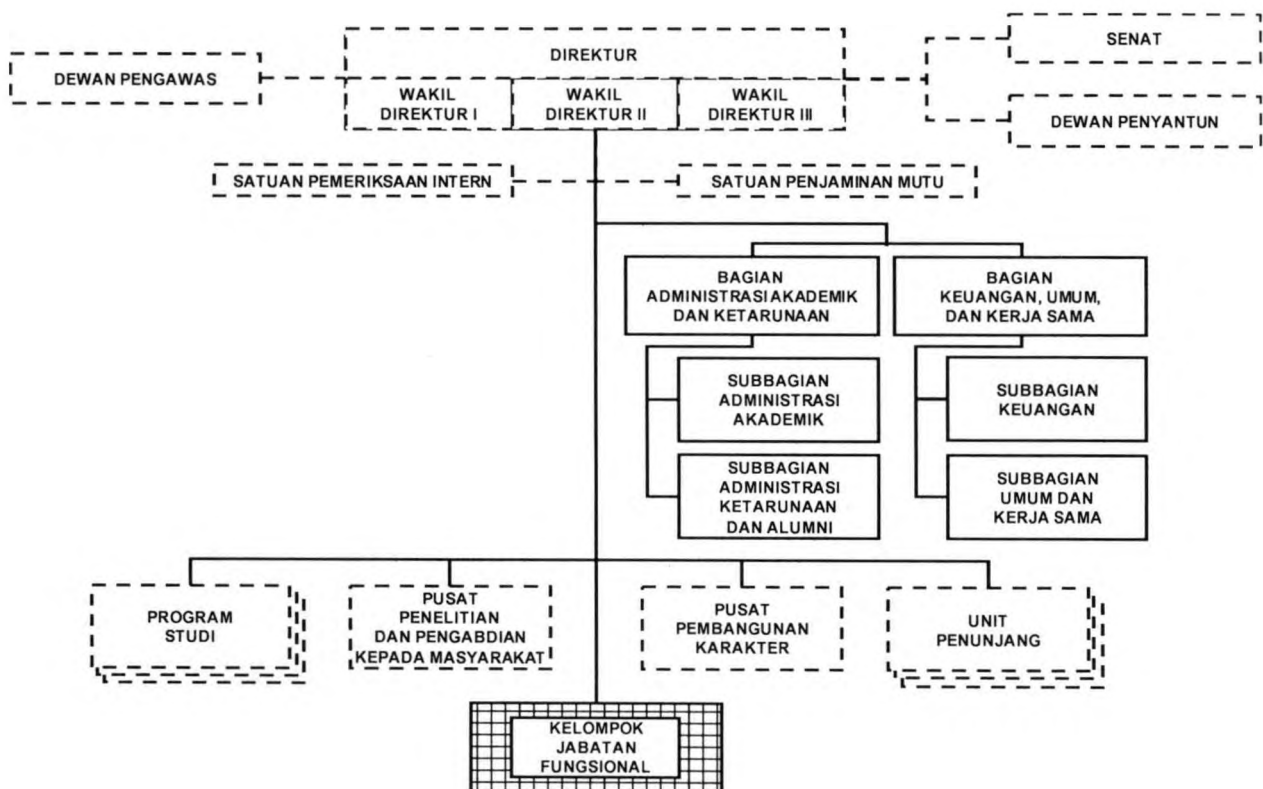 SENAT
DIREKTUR
DEWAN PENGAWAS
WAKIL
DIREKTUR I
WAKIL
DIREKTUR II
WAKIL
DIREKTUR III
DEWAN PENYANTUN
SATUAN PEMERIKSAAN INTERN
SATUAN PENJAMINAN MUTU
BAGIAN
ADMINISTRASI AKADEMIK
DAN KETARUNAAN
BAGIAN
KEUANGAN, UMUM,
DAN KERJA SAMA
SUBBAGIAN
ADMINISTRASI
AKADEMIK
SUBBAGIAN
KEUANGAN
SUBBAGIAN
ADMINISTRASI
KETARUNAAN
DAN ALUMNI
SUBBAGIAN
UMUM DAN
KERJA SAMA
PROGRAM
STUDI
PUSAT
PENELITIAN
DAN PENGABDIAN
KEPADA MASYARAKAT
PUSAT
PEMBANGUNAN
KARAKTER
UNIT
PENUNJANG
KELOMPOK
JABATAN
FUNGSIONAL